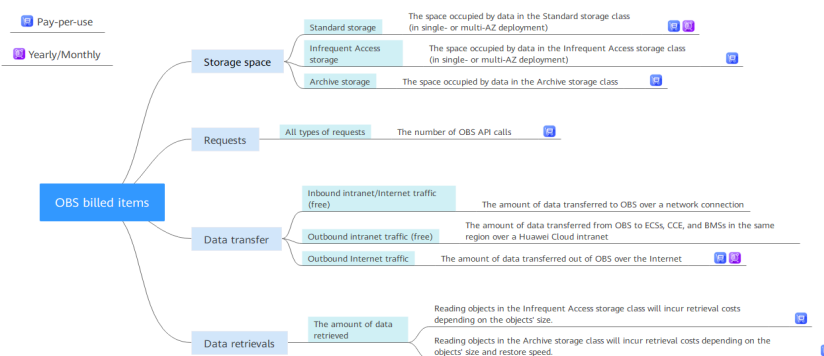 Pay-per-use
Yearly/Monthly
OBS billed items
Storage space
Standard storage
The space occupied by data in the Standard storage class
(in single- or multi-AZ deployment)
Infrequent Access
storage
The space occupied by data in the Infrequent Access storage class
(in single- or multi-AZ deployment)
Archive storage
The space occupied by data in the Archive storage class
Requests
All types of requests
The number of OBS API calls
Data transfer
Inbound intranet/Internet traffic
(free)
The amount of data transferred to OBS over a network connection
Outbound intranet traffic (free)
The amount of data transferred from OBS to ECSs, CCE, and BMSs in the same
region over a Huawei Cloud intranet
Outbound Internet traffic
The amount of data transferred out of OBS over the Internet
Data retrievals
The amount of data
retrieved
Reading objects in the Infrequent Access storage class will incur retrieval costs
depending on the objects' size.
Reading objects in the Archive storage class will incur retrieval costs depending on the
objects' size and restore speed.